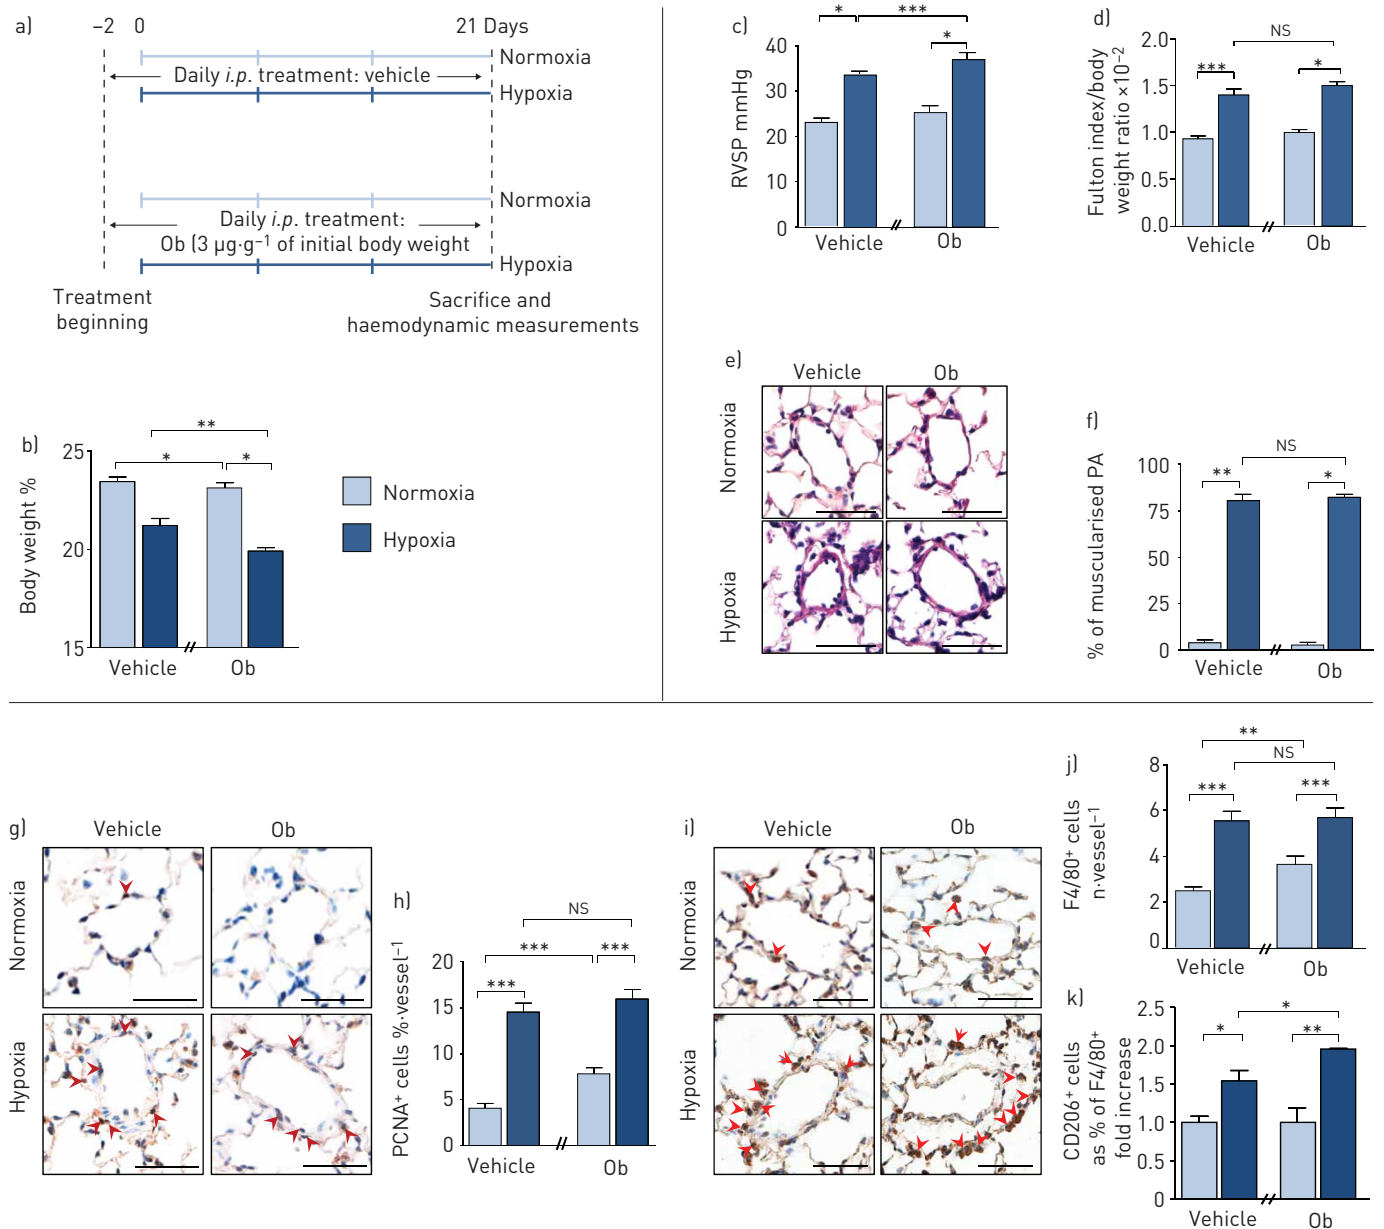 a)
−2 0 21 Days
Normoxia
Daily i.p. treatment: vehicle
Hypoxia
Normoxia
Daily i.p. treatment:
Ob (3 µg·g−1 of initial body weight
Hypoxia
Treatment
beginning
Sacrifice and
haemodynamic measurements
b)
Body weight %
25
20
15
**
*
*
Vehicle Ob
Normoxia
Hypoxia
c)
RVSP mmHg
40
30
20
10
0
* ***
*
Vehicle Ob
d)
Fulton index/body
weight ratio ×10−2
2.0
1.5
1.0
0.5
0.0
NS
*** *
Vehicle Ob
e)
Vehicle Ob
Normoxia
Hypoxia
f)
% of muscularised PA
100
75
50
25
0
NS
** *
Vehicle Ob
g)
Vehicle Ob
Normoxia
Hypoxia
h)
PCNA+ cells %·vessel−1
20
15
10
5
0
NS
*** ***
***
Vehicle Ob
i)
Vehicle Ob
Normoxia
Hypoxia
j)
F4/80+ cells
n·vessel−1
8
6
4
2
0
**
NS
*** ***
Vehicle Ob
k)
CD206+ cells
as % of F4/80+
fold increase
2.5
2.0
1.5
1.0
0.5
0
*
* **
Vehicle Ob